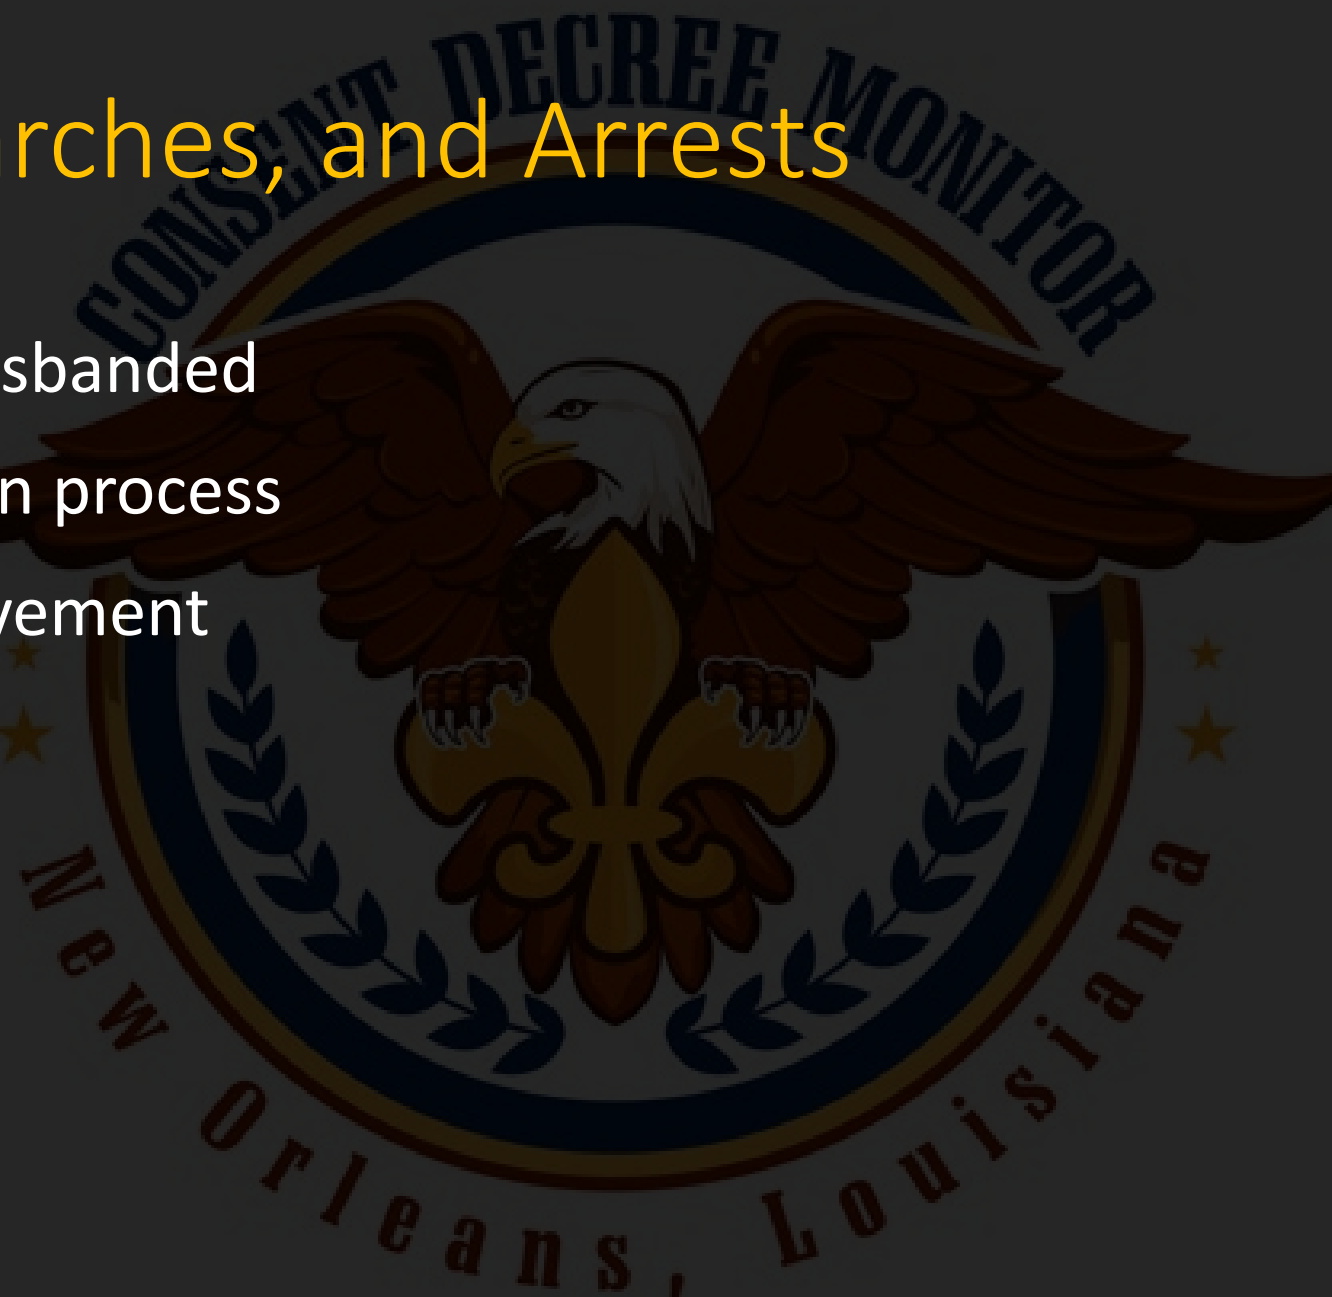 CONSENT DECREE MONITOR
rches, and Arrests
sbanded
n process
vement
New Orleans, Louisiana